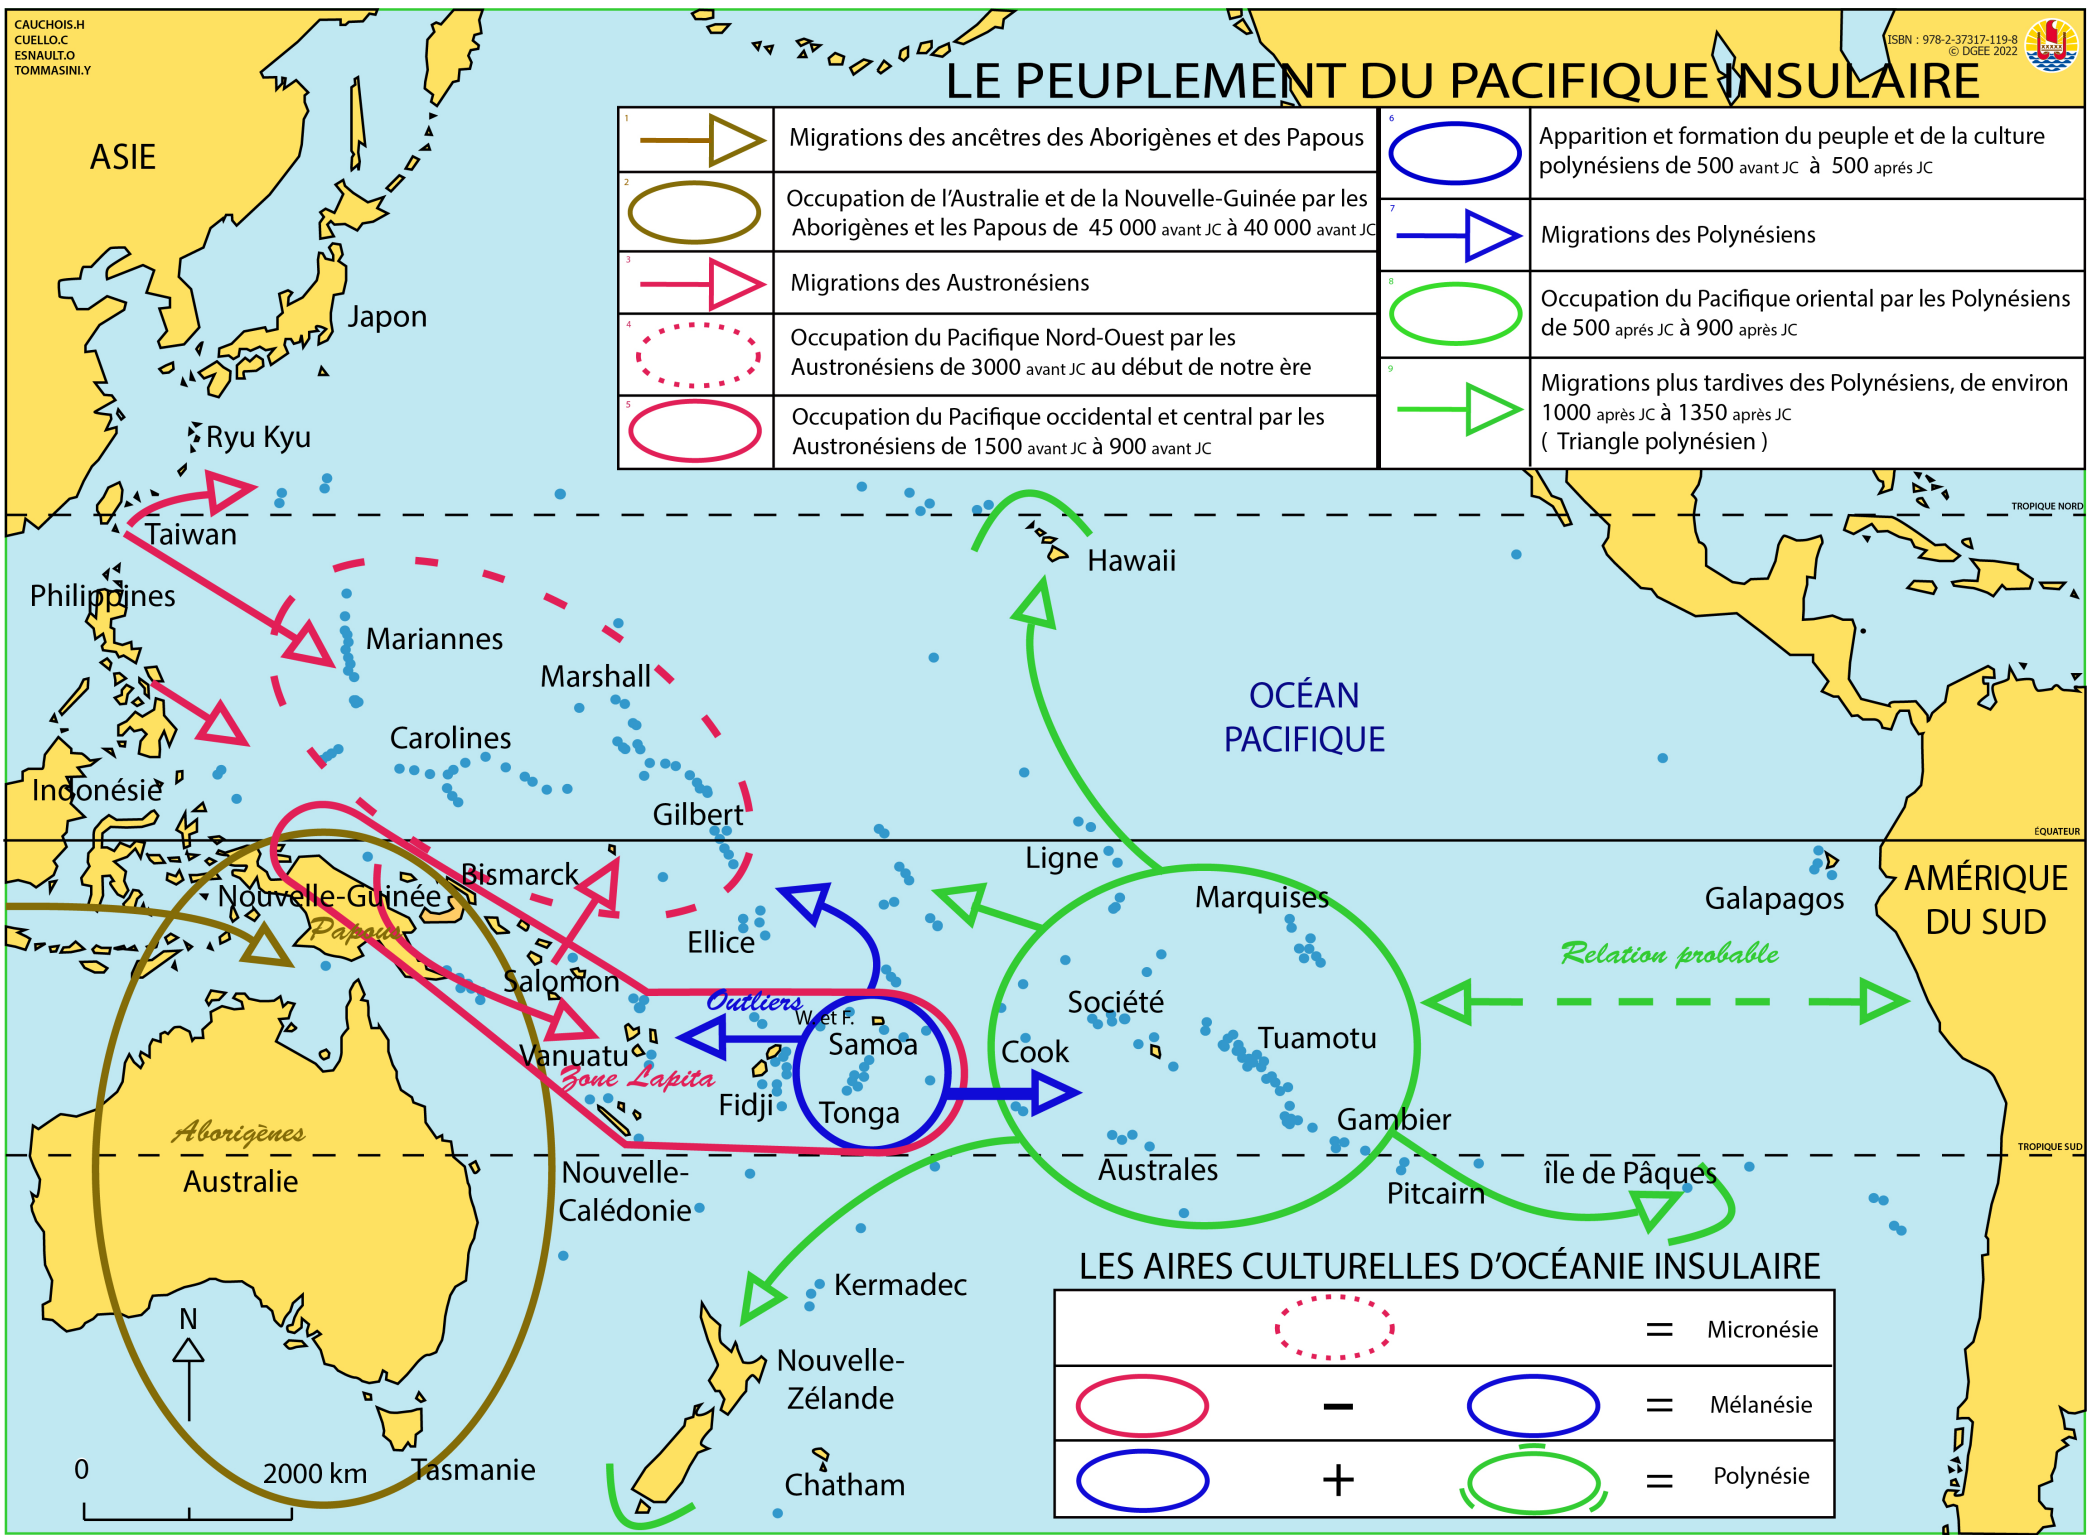 CAUCHOIS.H
CUELLO.C
ESNAULT.O
TOMMASINI.Y
ISBN : 978-2-37317-119-8
© DGEE 2022
LE PEUPLEMENT DU PACIFIQUE INSULAIRE
1
Migrations des ancêtres des Aborigènes et des Papous
2
Occupation de l'Australie et de la Nouvelle-Guinée par les
Aborigènes et les Papous de 45 000 avant JC à 40 000 avant JC
3
Migrations des Austronésiens
4
Occupation du Pacifique Nord-Ouest par les
Austronésiens de 3000 avant JC au début de notre ère
5
Occupation du Pacifique occidental et central par les
Austronésiens de 1500 avant JC à 900 avant JC
6
Apparition et formation du peuple et de la culture
polynésiens de 500 avant JC à 500 aprés JC
7
Migrations des Polynésiens
8
Occupation du Pacifique oriental par les Polynésiens
de 500 aprés JC à 900 après JC
9
Migrations plus tardives des Polynésiens, de environ
1000 après JC à 1350 après JC
( Triangle polynésien )
ASIE
Japon
Ryu Kyu
TROPIQUE NORD
Taiwan
Hawaii
Philippines
Mariannes
Marshall
OCÉAN
PACIFIQUE
Carolines
Indonésie
Gilbert
ÉQUATEUR
Ligne
Bismarck
AMÉRIQUE
DU SUD
Nouvelle-Guinée
Marquises
Galapagos
Papous
Ellice
Relation probable
Salomon
Outliers
Société
W. et F.
Samoa
Tuamotu
Vanuatu
Cook
Zone Lapita
Fidji
Tonga
Gambier
Aborigènes
TROPIQUE SUD
Australie
Nouvelle-
Calédonie
Australes
île de Pâques
Pitcairn
LES AIRES CULTURELLES D'OCÉANIE INSULAIRE
Kermadec
N
= Micronésie
Nouvelle-
Zélande
- = Mélanésie
0 2000 km
Tasmanie
Chatham
+ = Polynésie